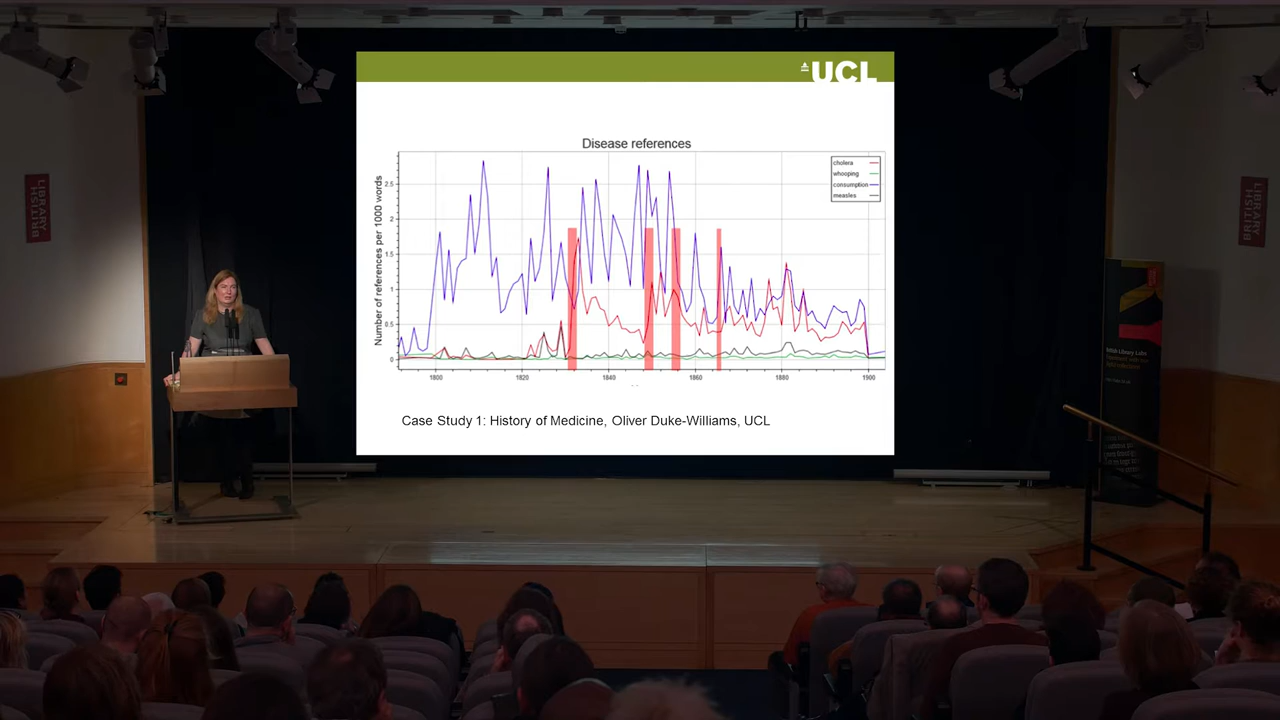 UCL
Disease references
cholera
whooping
consumption
measles
Number of references per 1000 words
2.5
2
1.5
1
0.5
0
1800
1820
1840
1860
1880
1900
Case Study 1: History of Medicine, Oliver Duke-Williams, UCL
BRITISH
LIBRARY
BRITISH
LIBRARY
British Library Labs